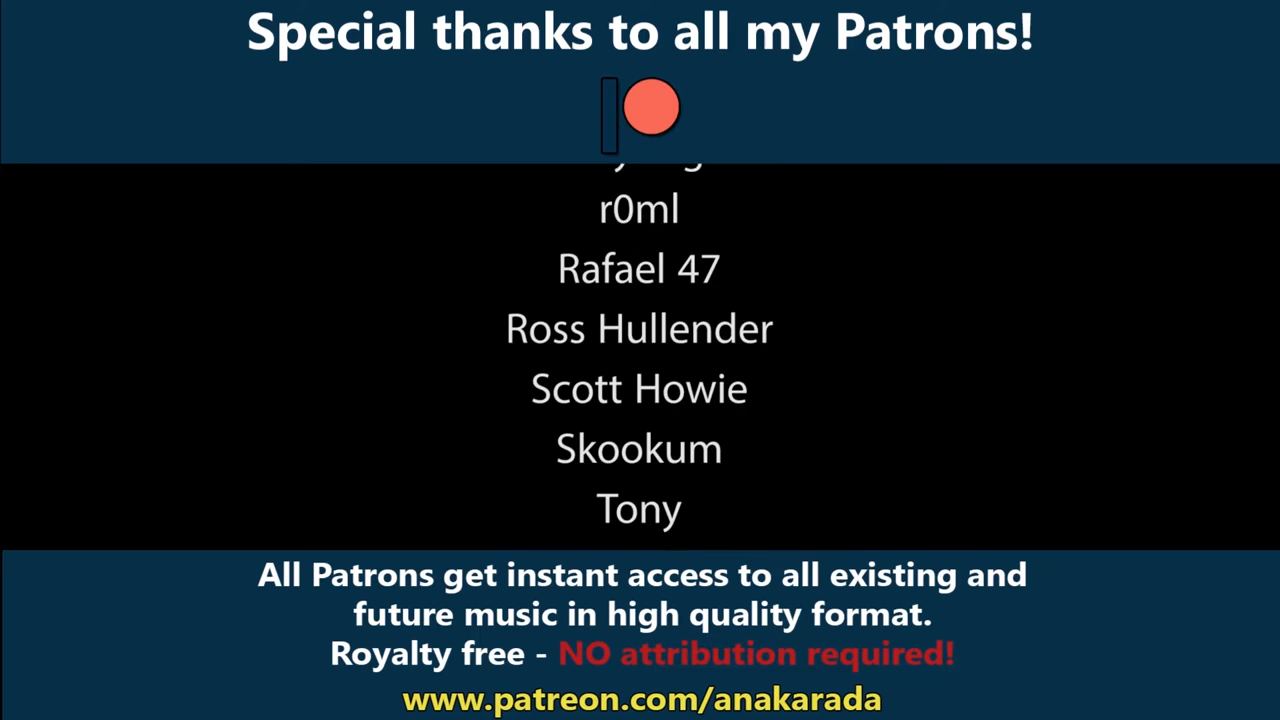 Special thanks to all my Patrons!
r0ml
Rafael 47
Ross Hullender
Scott Howie
Skookum
Tony
All Patrons get instant access to all existing and
future music in high quality format.
Royalty free - NO attribution required!
www.patreon.com/anakarada